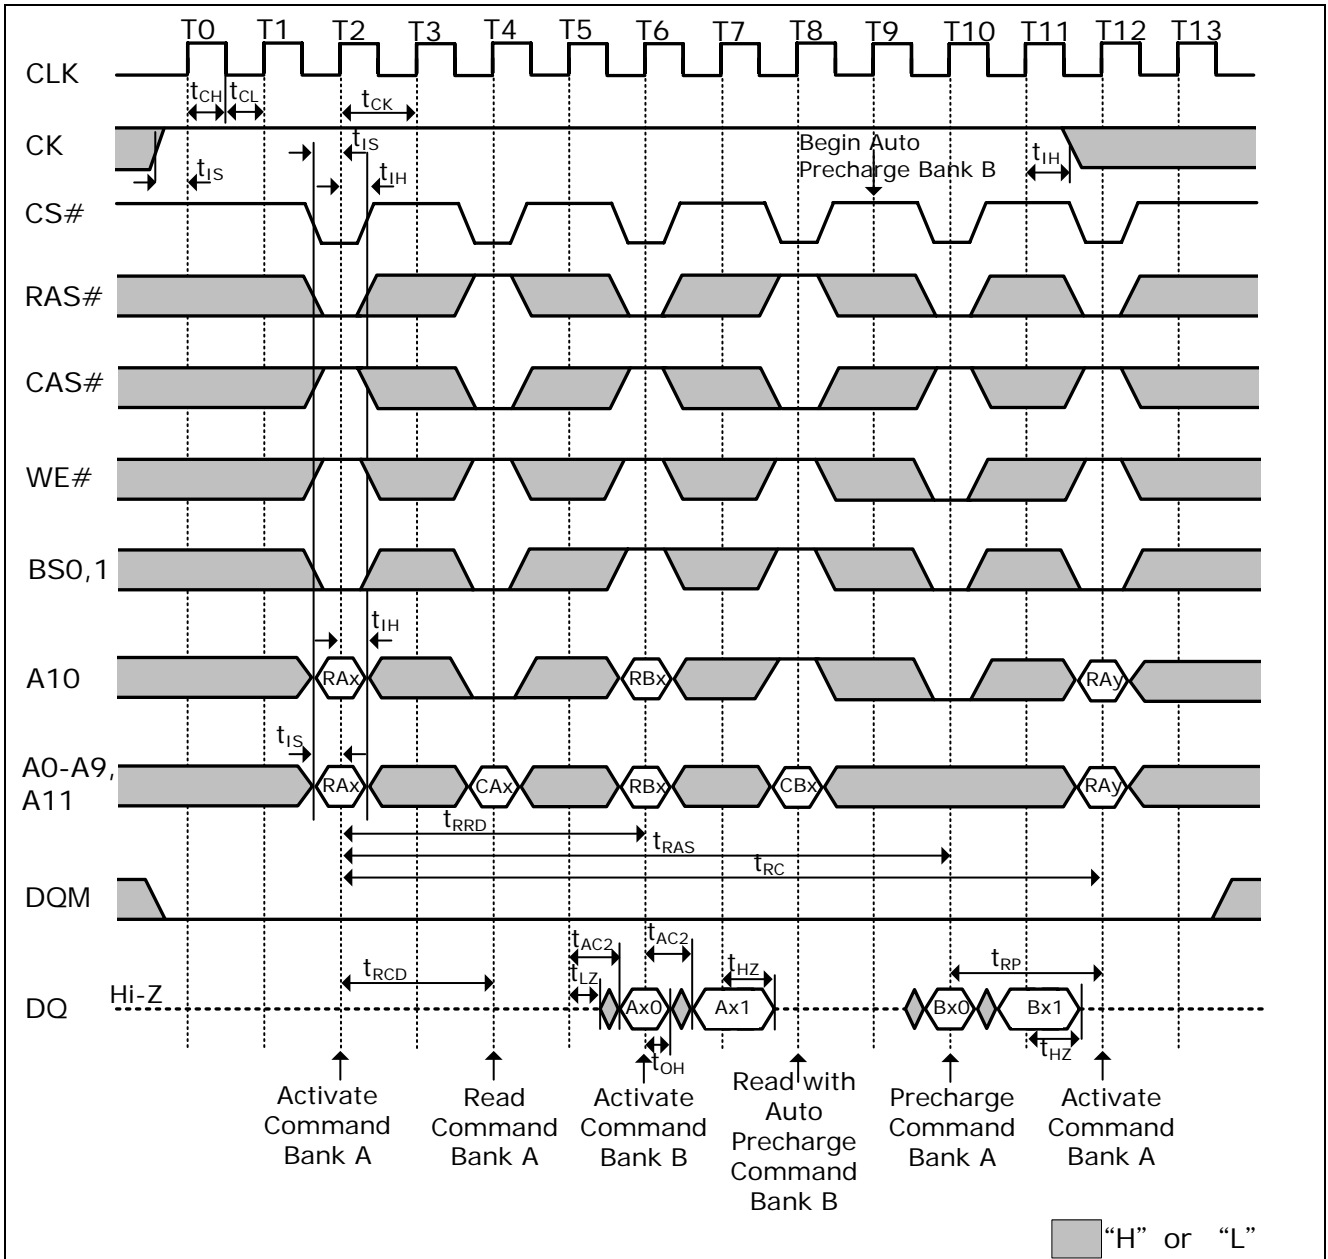 T0 T1 T2 T3 T4 T5 T6 T7 T8 T9 T10 T11 T12 T13
CLK
tCH tCL tCK
CK
tIS
tIS
tIH
Begin Auto
Precharge Bank B
tIH
CS#
RAS#
CAS#
WE#
BS0,1
tIH
A10
RAx RBx RAy
tIS
A0-A9,
A11
RAx CAx RBx CBx RAy
tRRD
tRAS
tRC
DQM
tAC2 tAC2
tRCD tLZ tHZ tRP
Hi-Z
DQ
Ax0 Ax1 Bx0 Bx1
tOH tHZ
Activate
Command
Bank A
Read
Command
Bank A
Activate
Command
Bank B
Read with
Auto
Precharge
Command
Bank B
Precharge
Command
Bank A
Activate
Command
Bank A
“H” or “L”